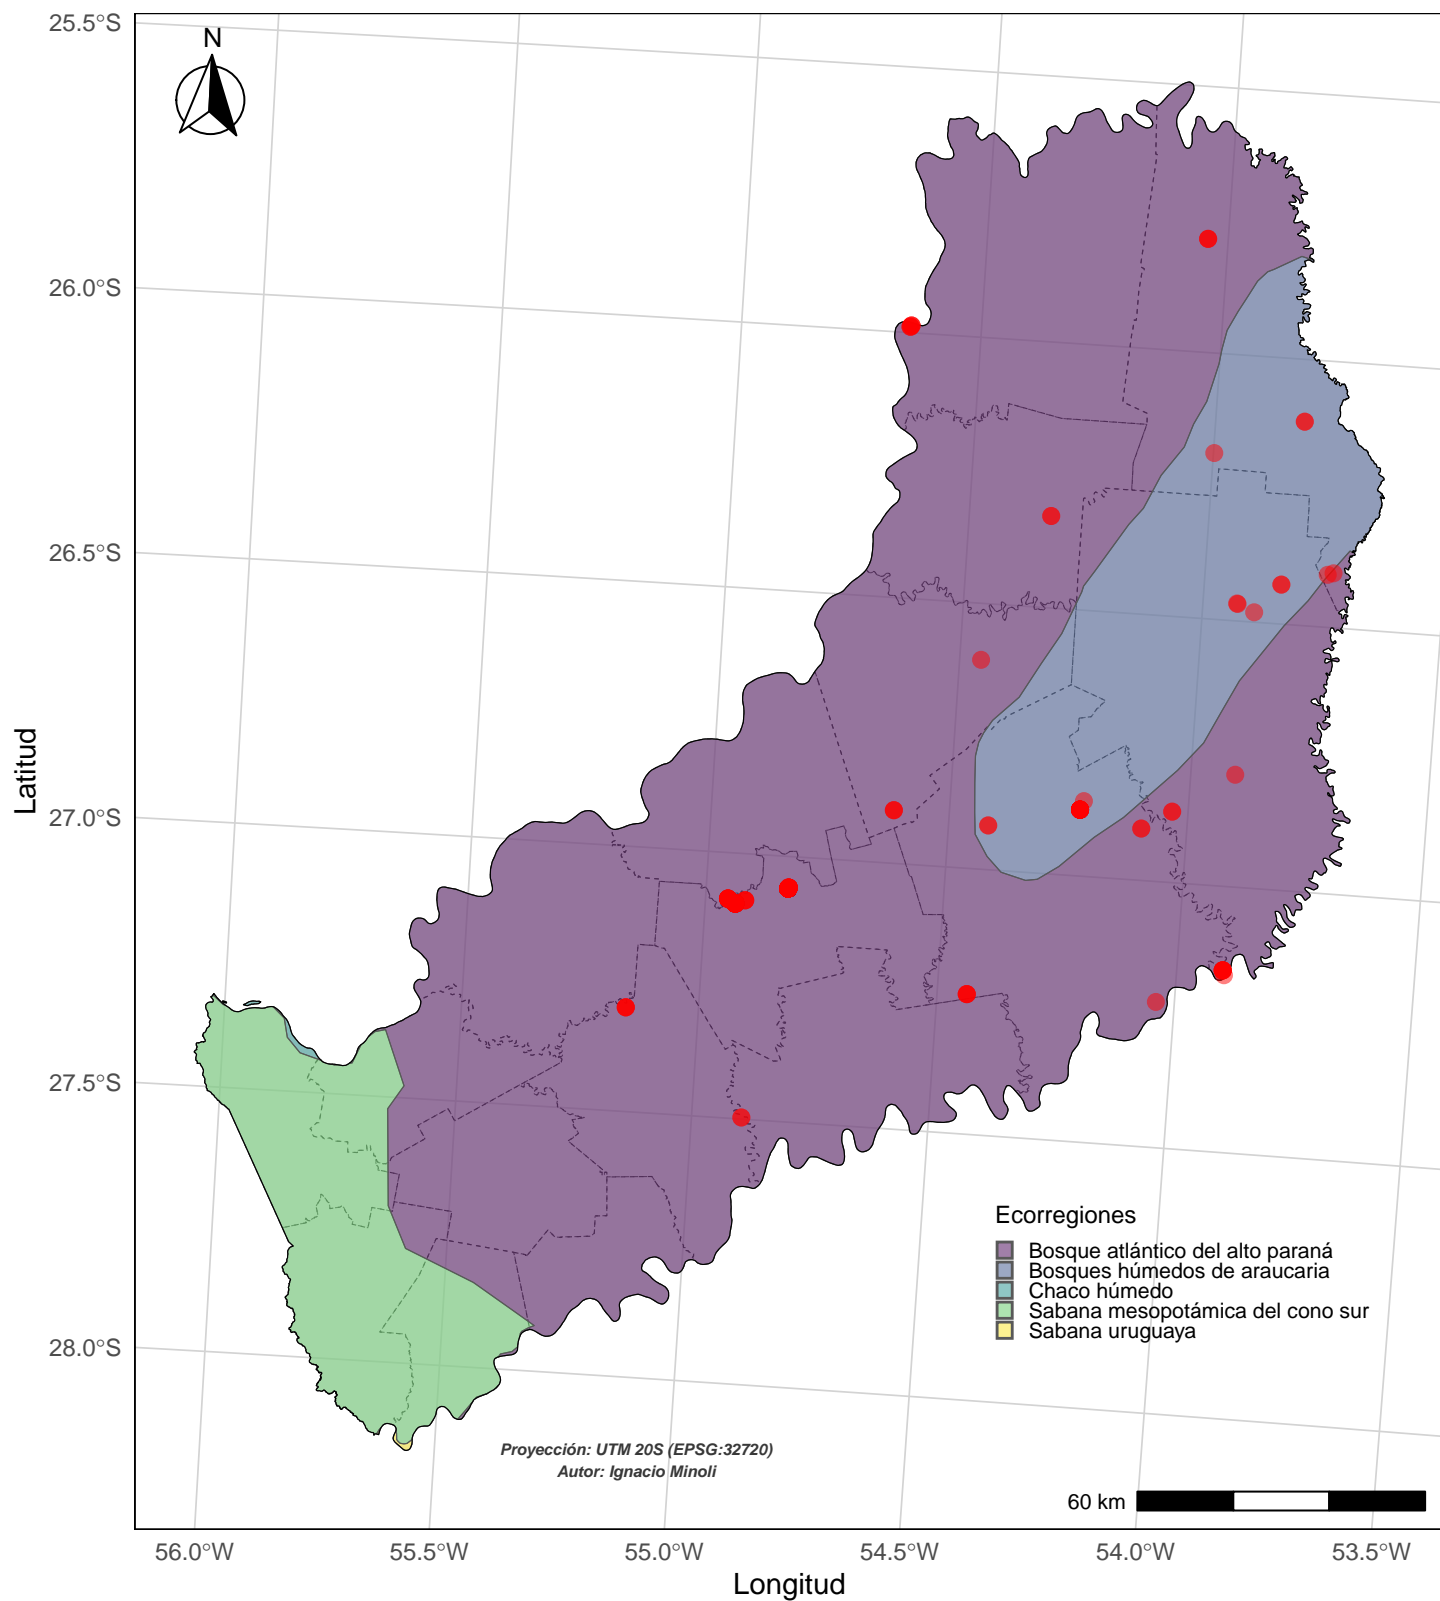 25.5°S
N
26.0°S
26.5°S
Latitud
27.0°S
27.5°S
Ecorregiones
Bosque atlántico del alto paraná
Bosques húmedos de araucaria
Chaco húmedo
Sabana mesopotámica del cono sur
Sabana uruguaya
28.0°S
Proyección: UTM 20S (EPSG:32720)
Autor: Ignacio Minoli
60 km
56.0°W
55.5°W
55.0°W
54.5°W
54.0°W
53.5°W
Longitud